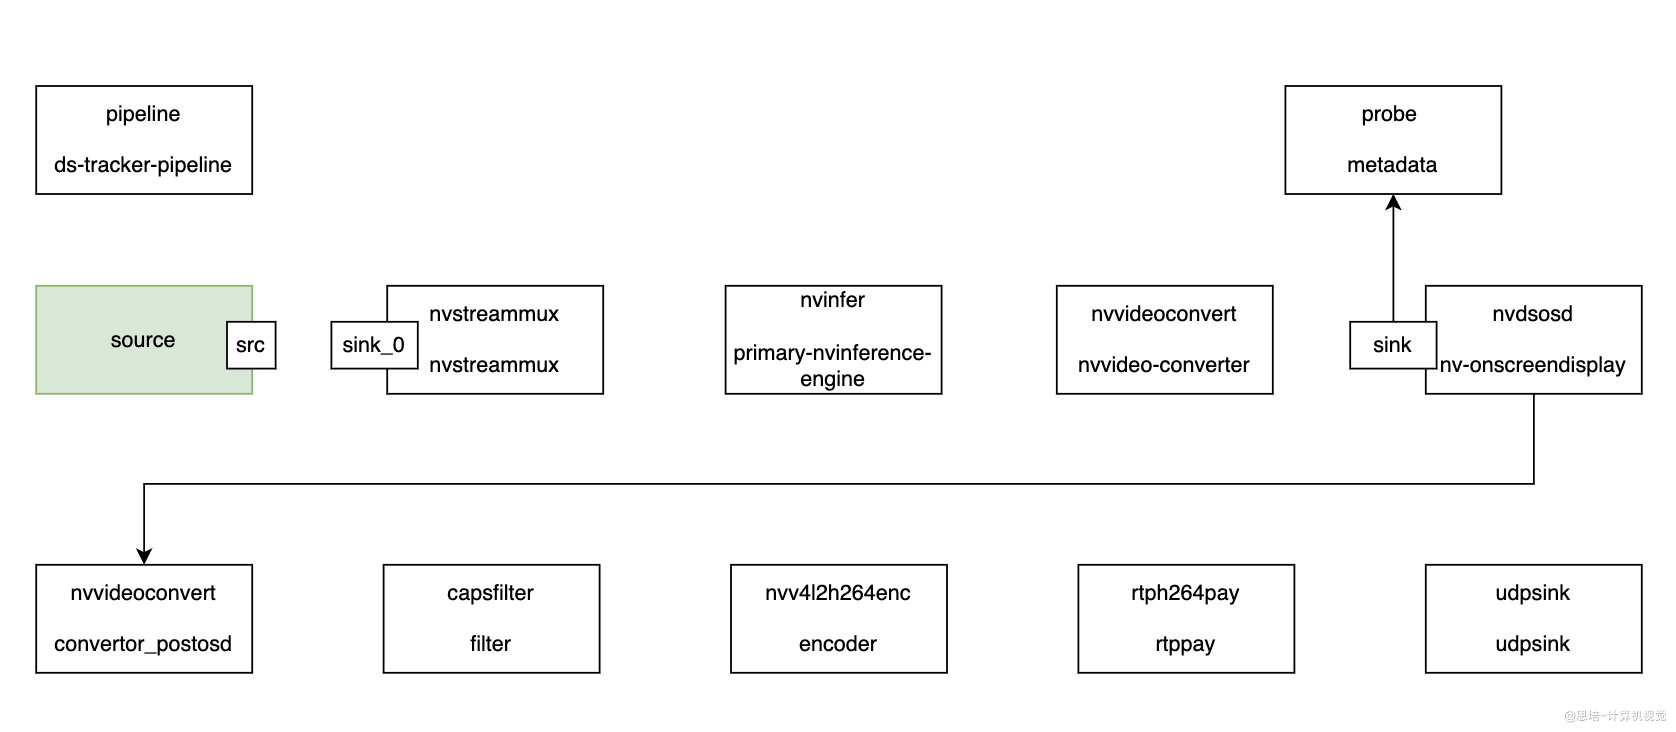 pipeline
ds-tracker-pipeline
probe
metadata
source
src
sink_0
nvstreammux
nvstreammux
nvinfer
primary-nvinference-
engine
nvvideoconvert
nvvideo-converter
sink
nvdsosd
nv-onscreendisplay
nvvideoconvert
convertor_postosd
capsfilter
filter
nvv4l2h264enc
encoder
rtph264pay
rtppay
udpsink
udpsink
@恩培-计算机视觉